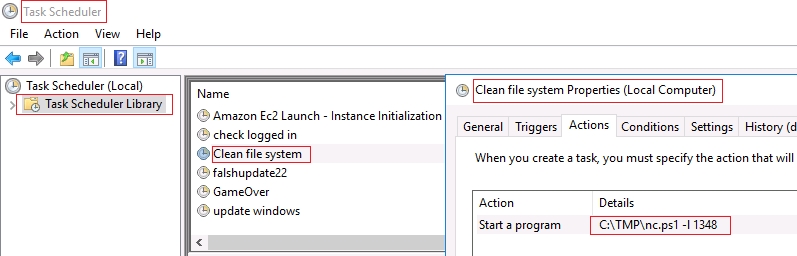 Task Scheduler
File Action View Help
Task Scheduler (Local)
Task Scheduler Library
Name
Amazon Ec2 Launch - Instance Initialization
check logged in
Clean file system
falshupdate22
GameOver
update windows
Clean file system Properties (Local Computer)
General Triggers Actions Conditions Settings History (d
When you create a task, you must specify the action that will
Action Details
Start a program C:\TMP\nc.ps1 -l 1348